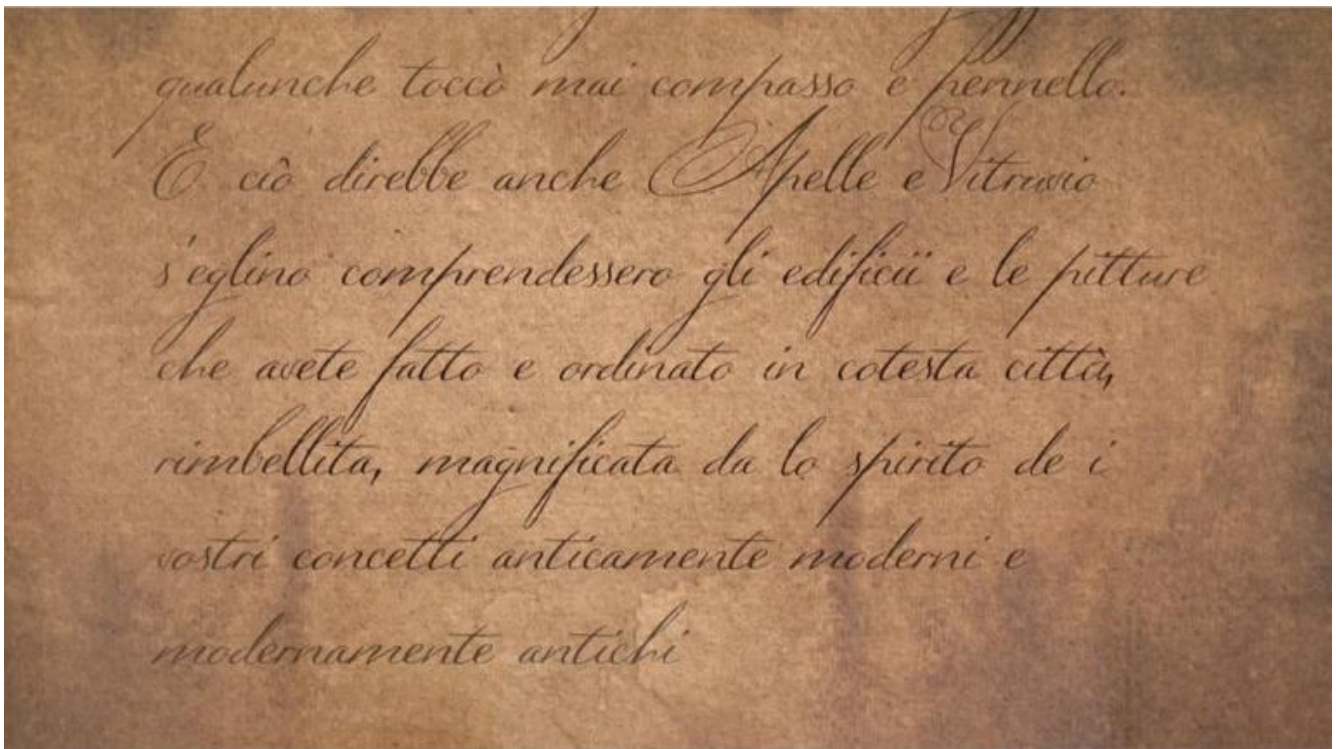 qualunche toccò mai compasso e pennello.
E ciò direbbe anche Apelle e Vitruvio
s'eglino comprendessero gli edificii e le pitture
che avete fatto e ordinato in cotesta città,
rimbellita, magnificata da lo spirito de i
vostri concetti anticamente moderni e
modernamente antichi